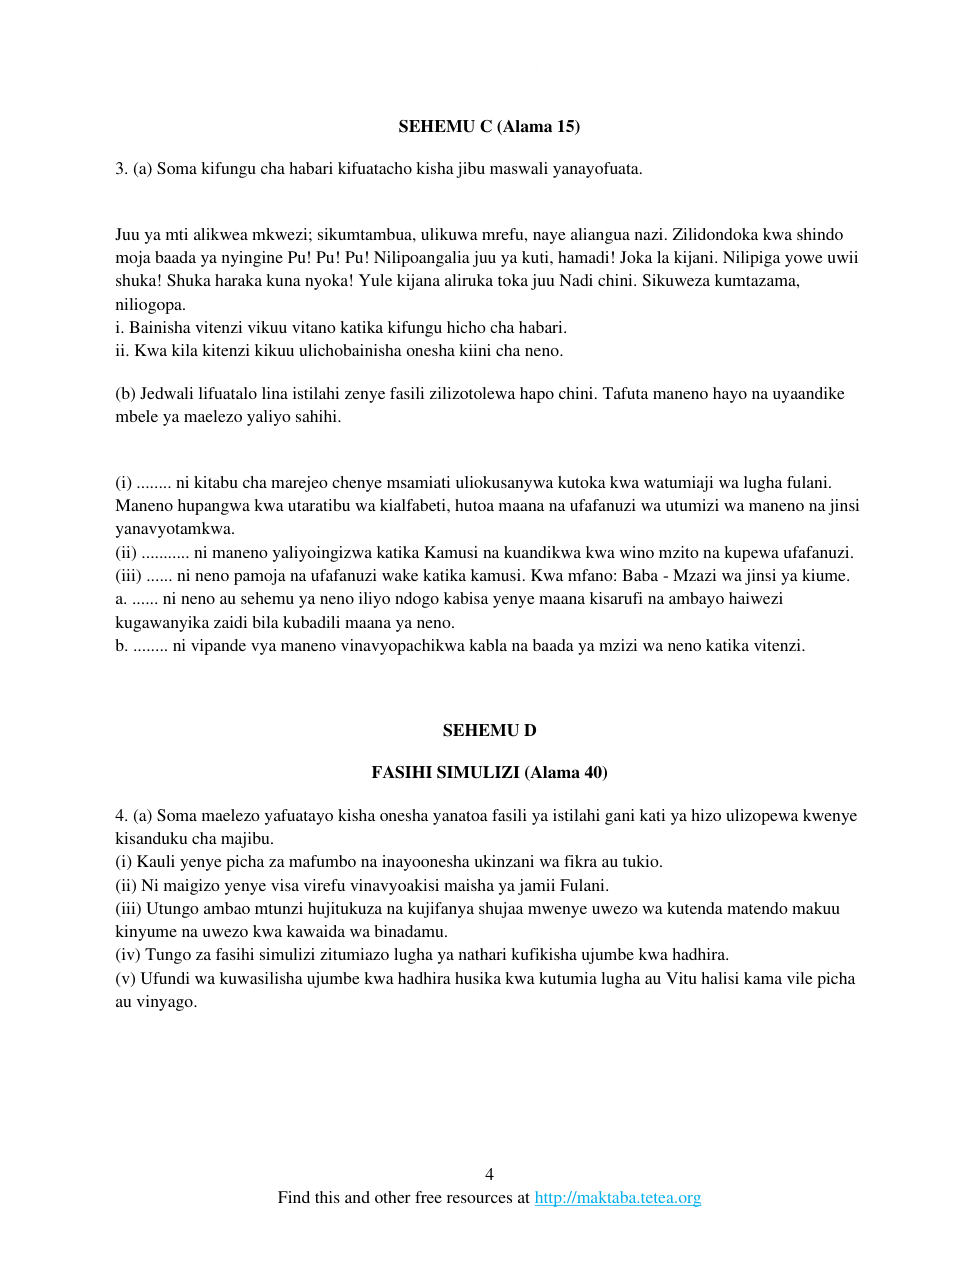 SEHEMU C (Alama 15)
3. (a) Soma kifungu cha habari kifuatacho kisha jibu maswali yanayofuata.
Juu ya mti alikwea mkwezi; sikumtambua, ulikuwa mrefu, naye aliangua nazi. Zilidondoka kwa shindo
moja baada ya nyingine Pu! Pu! Pu! Nilipoangalia juu ya kuti, hamadi! Joka la kijani. Nilipiga yowe uwii
shuka! Shuka haraka kuna nyoka! Yule kijana aliruka toka juu Nadi chini. Sikuweza kumtazama,
niliogopa.
i. Bainisha vitenzi vikuu vitano katika kifungu hicho cha habari.
ii. Kwa kila kitenzi kikuu ulichobainisha onesha kiini cha neno.
(b) Jedwali lifuatalo lina istilahi zenye fasili zilizotolewa hapo chini. Tafuta maneno hayo na uyaandike
mbele ya maelezo yaliyo sahihi.
(i) ........ ni kitabu cha marejeo chenye msamiati uliokusanywa kutoka kwa watumiaji wa lugha fulani.
Maneno hupangwa kwa utaratibu wa kialfabeti, hutoa maana na ufafanuzi wa utumizi wa maneno na jinsi
yanavyotamkwa.
(ii) ........... ni maneno yaliyoingizwa katika Kamusi na kuandikwa kwa wino mzito na kupewa ufafanuzi.
(iii) ...... ni neno pamoja na ufafanuzi wake katika kamusi. Kwa mfano: Baba - Mzazi wa jinsi ya kiume.
a. ...... ni neno au sehemu ya neno iliyo ndogo kabisa yenye maana kisarufi na ambayo haiwezi
kugawanyika zaidi bila kubadili maana ya neno.
b. ........ ni vipande vya maneno vinavyopachikwa kabla na baada ya mzizi wa neno katika vitenzi.
SEHEMU D
FASIHI SIMULIZI (Alama 40)
4. (a) Soma maelezo yafuatayo kisha onesha yanatoa fasili ya istilahi gani kati ya hizo ulizopewa kwenye
kisanduku cha majibu.
(i) Kauli yenye picha za mafumbo na inayoonesha ukinzani wa fikra au tukio.
(ii) Ni maigizo yenye visa virefu vinavyoakisi maisha ya jamii Fulani.
(iii) Utungo ambao mtunzi hujitukuza na kujifanya shujaa mwenye uwezo wa kutenda matendo makuu
kinyume na uwezo kwa kawaida wa binadamu.
(iv) Tungo za fasihi simulizi zitumiazo lugha ya nathari kufikisha ujumbe kwa hadhira.
(v) Ufundi wa kuwasilisha ujumbe kwa hadhira husika kwa kutumia lugha au Vitu halisi kama vile picha
au vinyago.
4
Find this and other free resources at http://maktaba.tetea.org